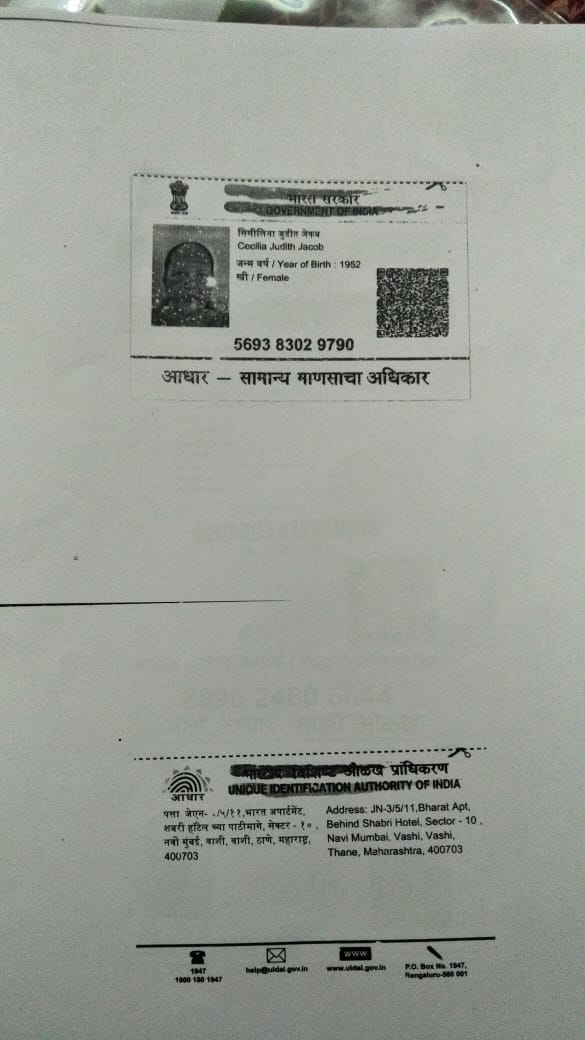 भारत सरकार
GOVERNMENT OF INDIA
सिसीलिया जुडीत जेकब
Cecilia Judith Jacob
जन्म वर्ष / Year of Birth : 1952
स्त्री / Female
5693 8302 9790
आधार – सामान्य माणसाचा अधिकार
भारतीय विशिष्ट ओळख प्राधिकरण
UNIQUE IDENTIFICATION AUTHORITY OF INDIA
आधार
पत्ता जेएन- -/५/११,भारत अपार्टमेंट,
शबरी हटिल च्या पाठीमागे, सेक्टर - १० ,
नवी मुंबई, वाशी, वाशी, ठाणे, महाराष्ट्र,
400703
Address: JN-3/5/11,Bharat Apt,
Behind Shabri Hotel, Sector - 10 ,
Navi Mumbai, Vashi, Vashi,
Thane, Maharashtra, 400703
1947
1800 180 1947
help@uidai.gov.in
WWW
www.uidai.gov.in
P.O. Box No. 1947,
Bengaluru-560 001